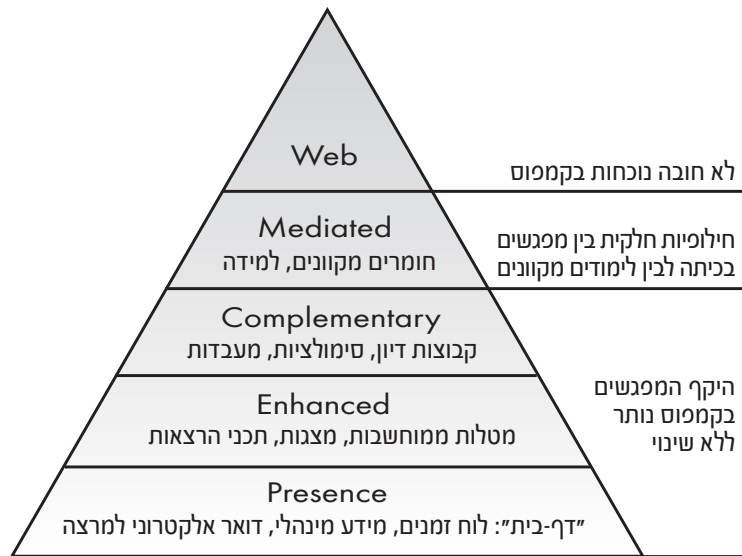 Web
לא חובה נוכחות בקמפוס
Mediated
חומרים מקוונים, למידה
חילופיות חלקית בין מפגשים
בכיתה לבין לימודים מקוונים
Complementary
קבוצות דיון, סימולציות, מעבדות
Enhanced
מטלות ממוחשבות, מצגות, תכני הרצאות
היקף המפגשים
בקמפוס נותר
ללא שינוי
Presence
"דף-בית": לוח זמנים, מידע מינהלי, דואר אלקטרוני למרצה